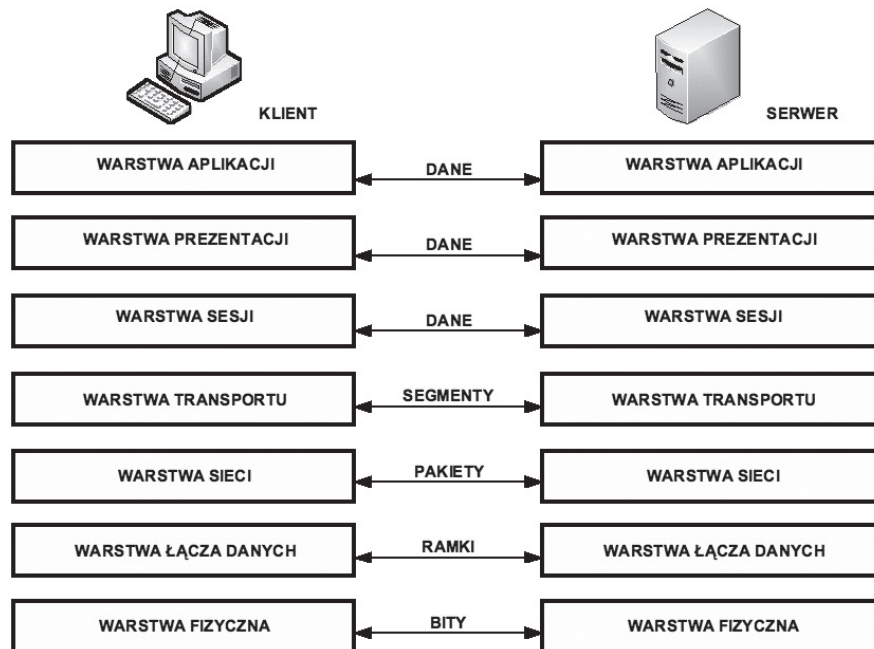 KLIENT SERWER
WARSTWA APLIKACJI DANE WARSTWA APLIKACJI
WARSTWA PREZENTACJI DANE WARSTWA PREZENTACJI
WARSTWA SESJI DANE WARSTWA SESJI
WARSTWA TRANSPORTU SEGMENTY WARSTWA TRANSPORTU
WARSTWA SIECI PAKIETY WARSTWA SIECI
WARSTWA ŁĄCZA DANYCH RAMKI WARSTWA ŁĄCZA DANYCH
WARSTWA FIZYCZNA BITY WARSTWA FIZYCZNA